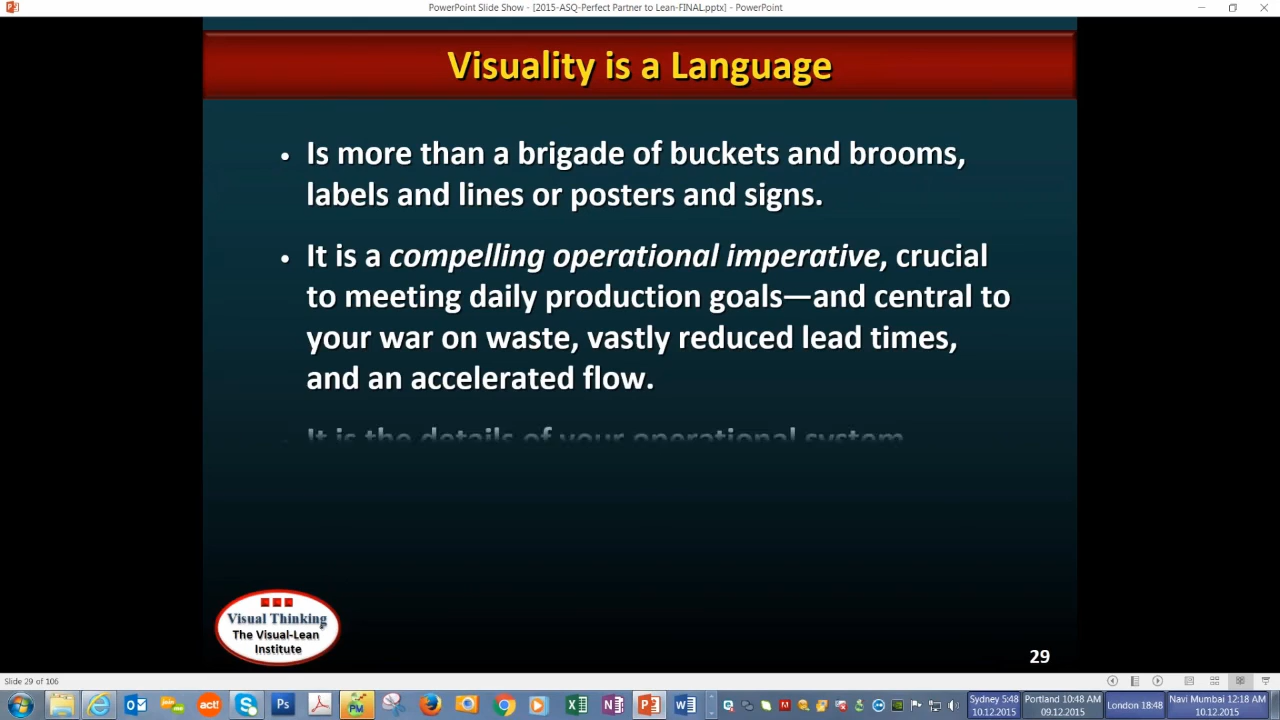 PowerPoint Slide Show - [2015-ASQ-Perfect Partner to Lean-FINAL.pptx] - PowerPoint
Visuality is a Language
• Is more than a brigade of buckets and brooms,
labels and lines or posters and signs.
• It is a compelling operational imperative, crucial
to meeting daily production goals—and central to
your war on waste, vastly reduced lead times,
and an accelerated flow.
It is the details of your operational system
Visual Thinking
The Visual-Lean
Institute
29
Slide 29 of 106
act!
Ps
PM
Sydney 5:48
10.12.2015
Portland 10:48 AM
09.12.2015
London 18:48
Navi Mumbai 12:18 AM
10.12.2015